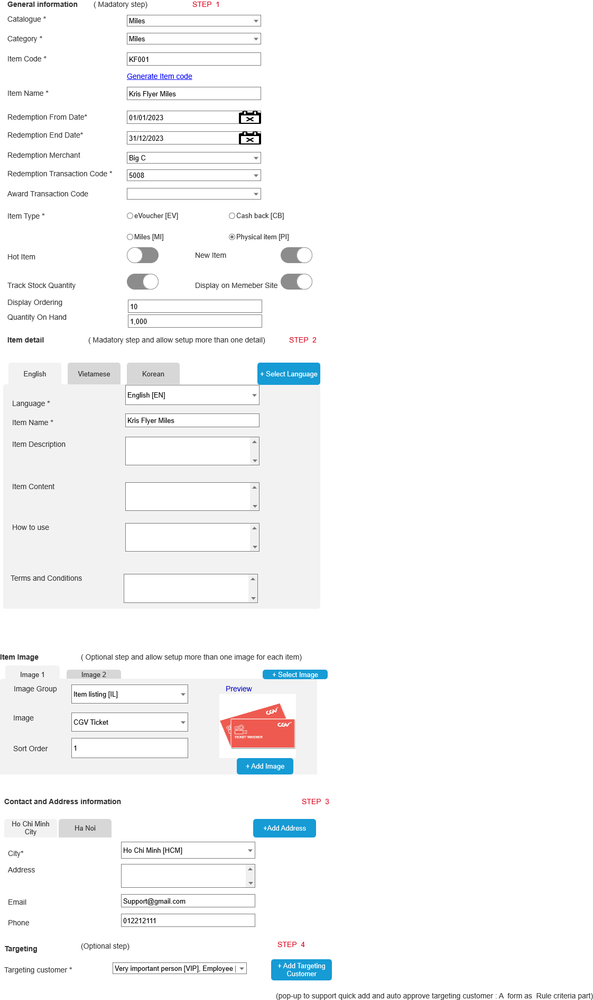 General information ( Madatory step) STEP 1
Catalogue * Miles
Category * Miles
Item Code * KF001
Generate Item code
Item Name * Kris Flyer Miles
Redemption From Date* 01/01/2023
Redemption End Date* 31/12/2023
Redemption Merchant Big C
Redemption Transaction Code * 5008
Award Transaction Code
Item Type * eVoucher [EV] Cash back [CB]
Miles [MI] Physical item [PI]
Hot Item New Item
Track Stock Quantity Display on Memeber Site
Display Ordering 10
Quantity On Hand 1,000
Item detail ( Madatory step and allow setup more than one detail) STEP 2
English Vietamese Korean + Select Language
Language * English [EN]
Item Name * Kris Flyer Miles
Item Description
Item Content
How to use
Terms and Conditions
Item Image ( Optional step and allow setup more than one image for each item)
Image 1 Image 2 + Select Image
Image Group Item listing [IL] Preview
CGV
Image CGV Ticket CGV
TICKET VOUCHER
Sort Order 1
+ Add Image
Contact and Address information STEP 3
Ho Chi Minh City Ha Noi +Add Address
City* Ho Chi Minh [HCM]
Address
Email Support@gmail.com
Phone 012212111
Targeting (Optional step) STEP 4
Targeting customer * Very important person [VIP], Employee | + Add Targeting Customer
(pop-up to support quick add and auto approve targeting customer : A form as Rule criteria part)